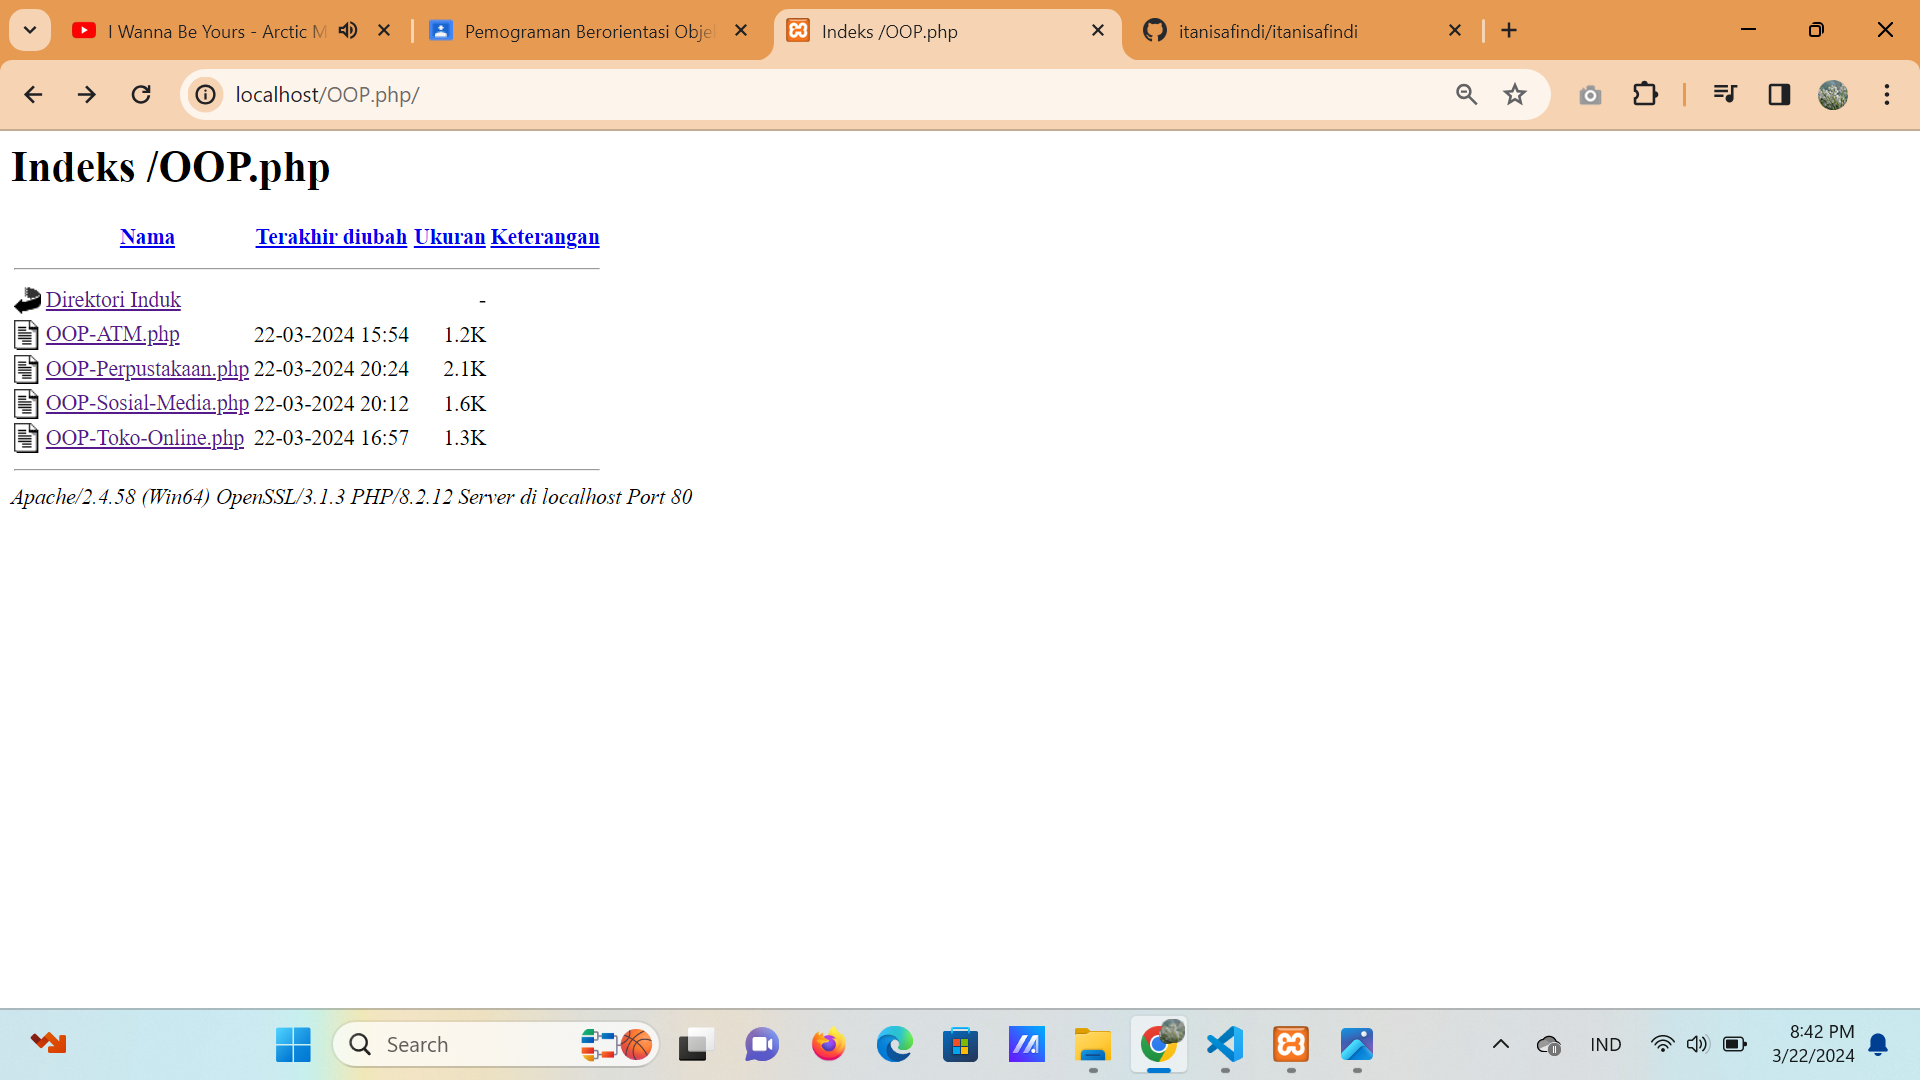 I Wanna Be Yours - Arctic M
Pemograman Berorientasi Obje
Indeks /OOP.php
itanisafindi/itanisafindi
localhost/OOP.php/
Indeks /OOP.php
Nama Terakhir diubah Ukuran Keterangan
Direktori Induk -
OOP-ATM.php 22-03-2024 15:54 1.2K
OOP-Perpustakaan.php 22-03-2024 20:24 2.1K
OOP-Sosial-Media.php 22-03-2024 20:12 1.6K
OOP-Toko-Online.php 22-03-2024 16:57 1.3K
Apache/2.4.58 (Win64) OpenSSL/3.1.3 PHP/8.2.12 Server di localhost Port 80
Search
IND
8:42 PM
3/22/2024